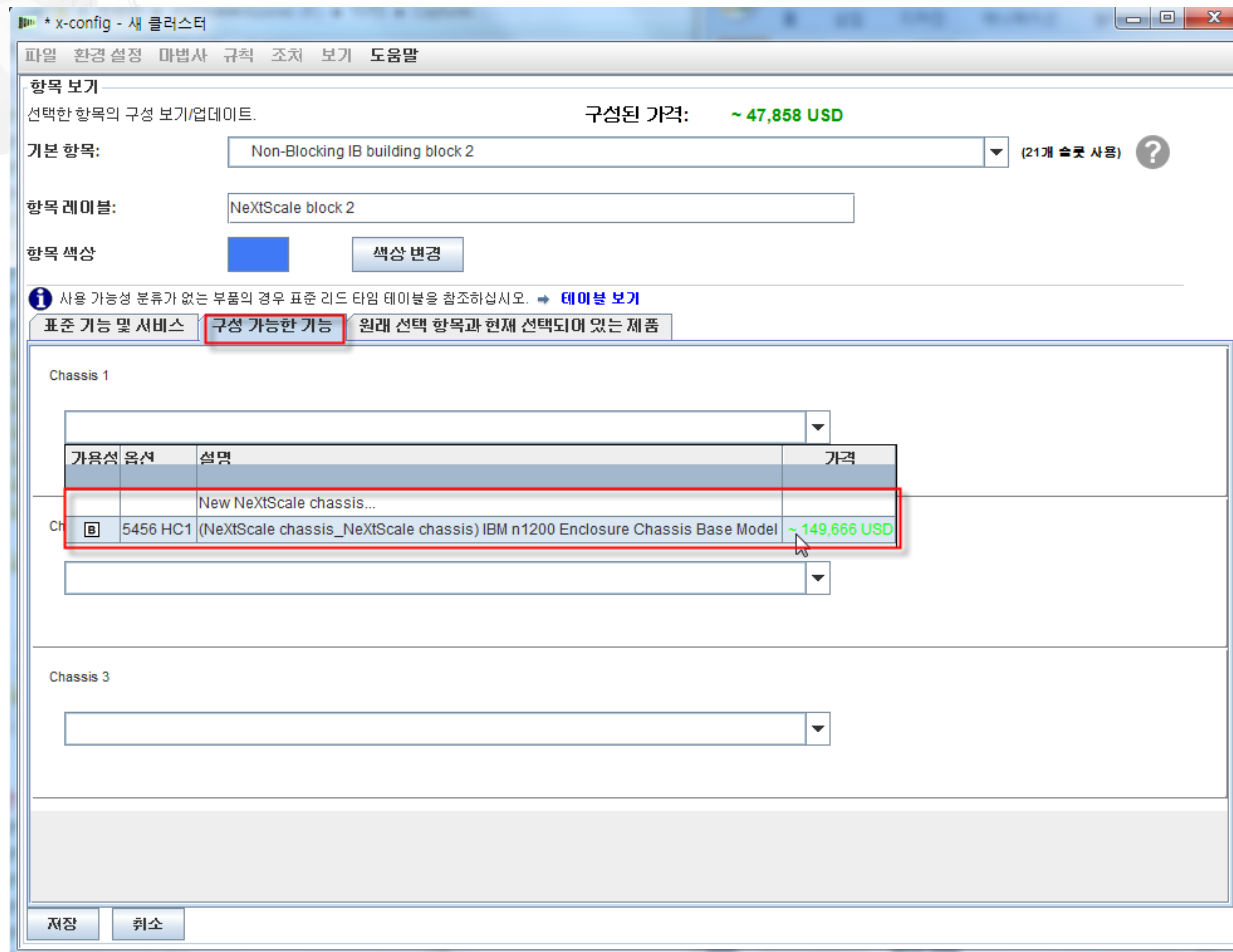 * x-config - 새 클러스터
파일 환경 설정 마법사 규칙 조치 보기 도움말
항목 보기
선택한 항목의 구성 보기/업데이트. 구성된 가격: ~ 47,858 USD
기본 항목: Non-Blocking IB building block 2 (21개 슬롯 사용) ?
항목 레이블: NeXtScale block 2
항목 색상 색상 변경
사용 가능성 분류가 없는 부품의 경우 표준 리드 타임 테이블을 참조하십시오. 테이블 보기
표준 기능 및 서비스 구성 가능한 기능 원래 선택 항목과 현재 선택되어 있는 제품
Chassis 1
가용성 옵션 설명 가격
New NeXtScale chassis...
Ch B 5456 HC1 (NeXtScale chassis_NeXtScale chassis) IBM n1200 Enclosure Chassis Base Model ~ 149,666 USD
Chassis 3
저장 취소